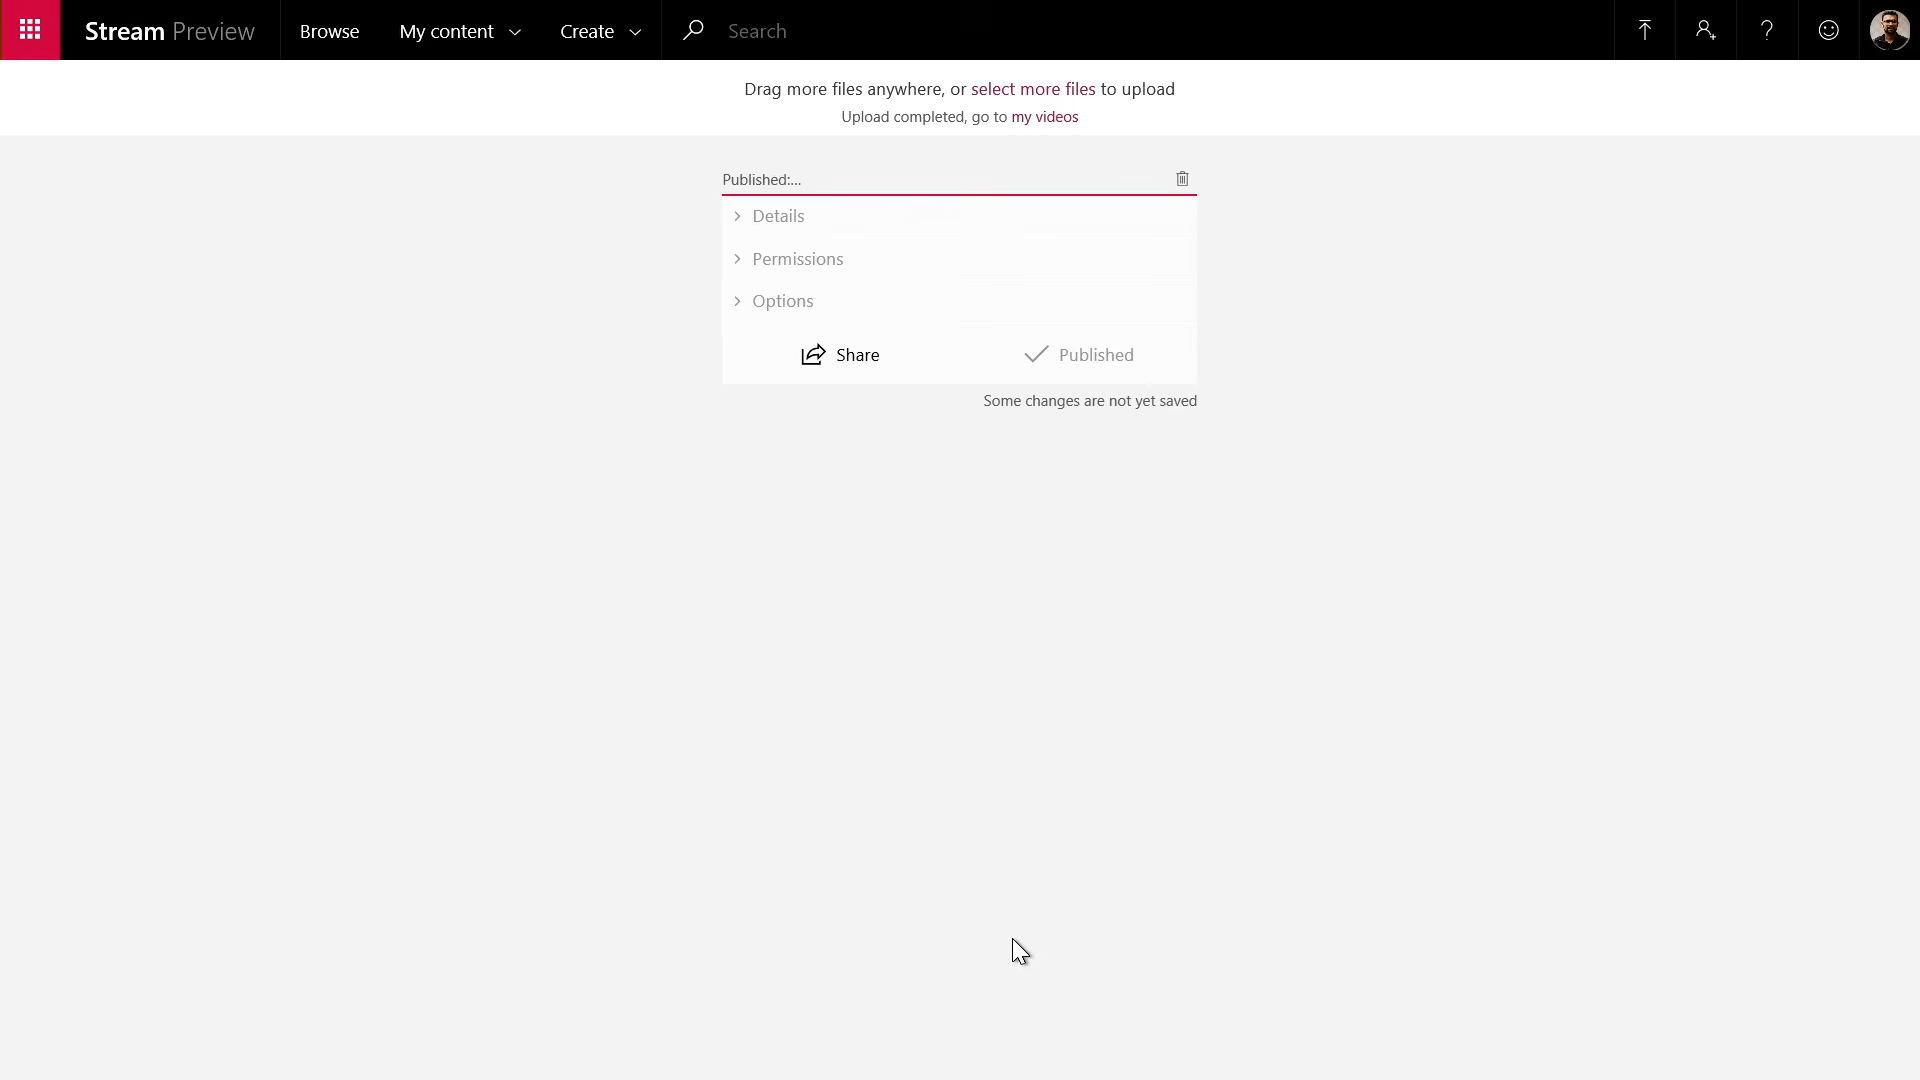 Stream Preview Browse My content Create Search
Drag more files anywhere, or select more files to upload
Upload completed, go to my videos
Published:...
Details
Permissions
Options
Share Published
Some changes are not yet saved